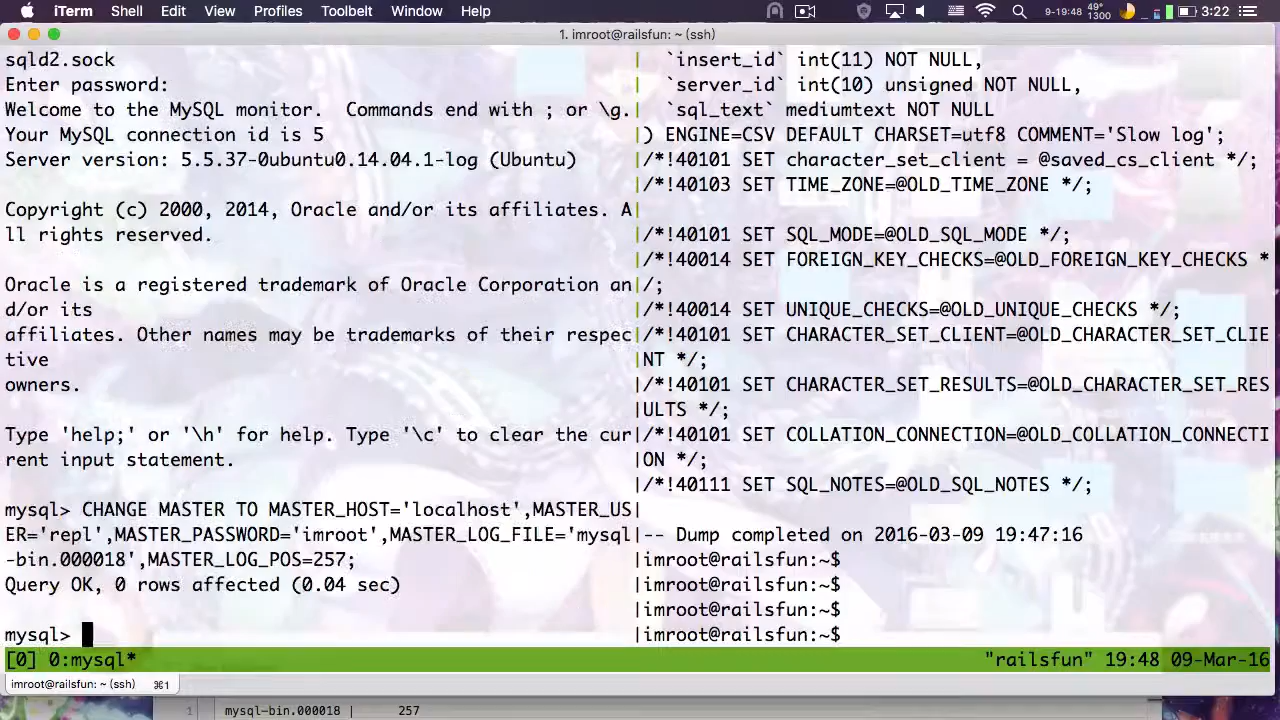 iTerm Shell Edit View Profiles Toolbelt Window Help
9-19:48 49° 1300 3:22
1. imroot@railsfun: ~ (ssh)
sqld2.sock
Enter password:
Welcome to the MySQL monitor.  Commands end with ; or \g.
Your MySQL connection id is 5
Server version: 5.5.37-0ubuntu0.14.04.1-log (Ubuntu)
Copyright (c) 2000, 2014, Oracle and/or its affiliates. A
ll rights reserved.
Oracle is a registered trademark of Oracle Corporation an
d/or its
affiliates. Other names may be trademarks of their respec
tive
owners.
Type 'help;' or '\h' for help. Type '\c' to clear the cur
rent input statement.
mysql> CHANGE MASTER TO MASTER_HOST='localhost',MASTER_US
ER='repl',MASTER_PASSWORD='imroot',MASTER_LOG_FILE='mysql
-bin.000018',MASTER_LOG_POS=257;
Query OK, 0 rows affected (0.04 sec)
mysql>
`insert_id` int(11) NOT NULL,
`server_id` int(10) unsigned NOT NULL,
`sql_text` mediumtext NOT NULL
) ENGINE=CSV DEFAULT CHARSET=utf8 COMMENT='Slow log';
/*!40101 SET character_set_client = @saved_cs_client */;
/*!40103 SET TIME_ZONE=@OLD_TIME_ZONE */;
/*!40101 SET SQL_MODE=@OLD_SQL_MODE */;
/*!40014 SET FOREIGN_KEY_CHECKS=@OLD_FOREIGN_KEY_CHECKS *
/;
/*!40014 SET UNIQUE_CHECKS=@OLD_UNIQUE_CHECKS */;
/*!40101 SET CHARACTER_SET_CLIENT=@OLD_CHARACTER_SET_CLIE
NT */;
/*!40101 SET CHARACTER_SET_RESULTS=@OLD_CHARACTER_SET_RES
ULTS */;
/*!40101 SET COLLATION_CONNECTION=@OLD_COLLATION_CONNECTI
ON */;
/*!40111 SET SQL_NOTES=@OLD_SQL_NOTES */;
-- Dump completed on 2016-03-09 19:47:16
imroot@railsfun:~$
imroot@railsfun:~$
imroot@railsfun:~$
imroot@railsfun:~$
[0] 0:mysql* "railsfun" 19:48 09-Mar-16
imroot@railsfun: ~ (ssh) ⌘1
1 mysql-bin.000018 | 257